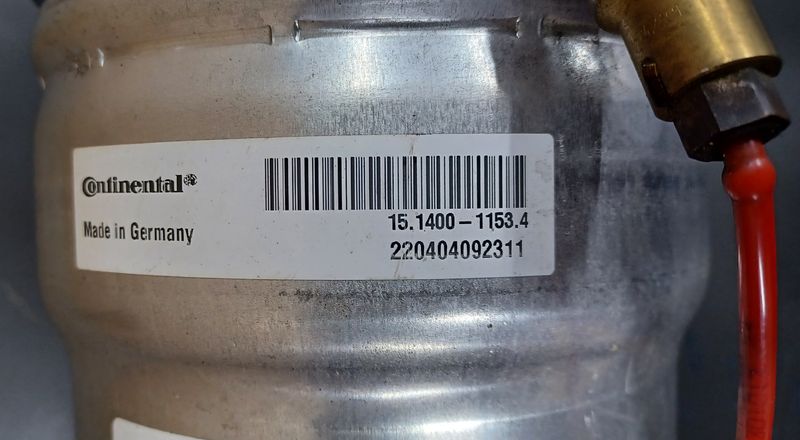 Continental
Made in Germany
15.1400-1153.4
220404092311